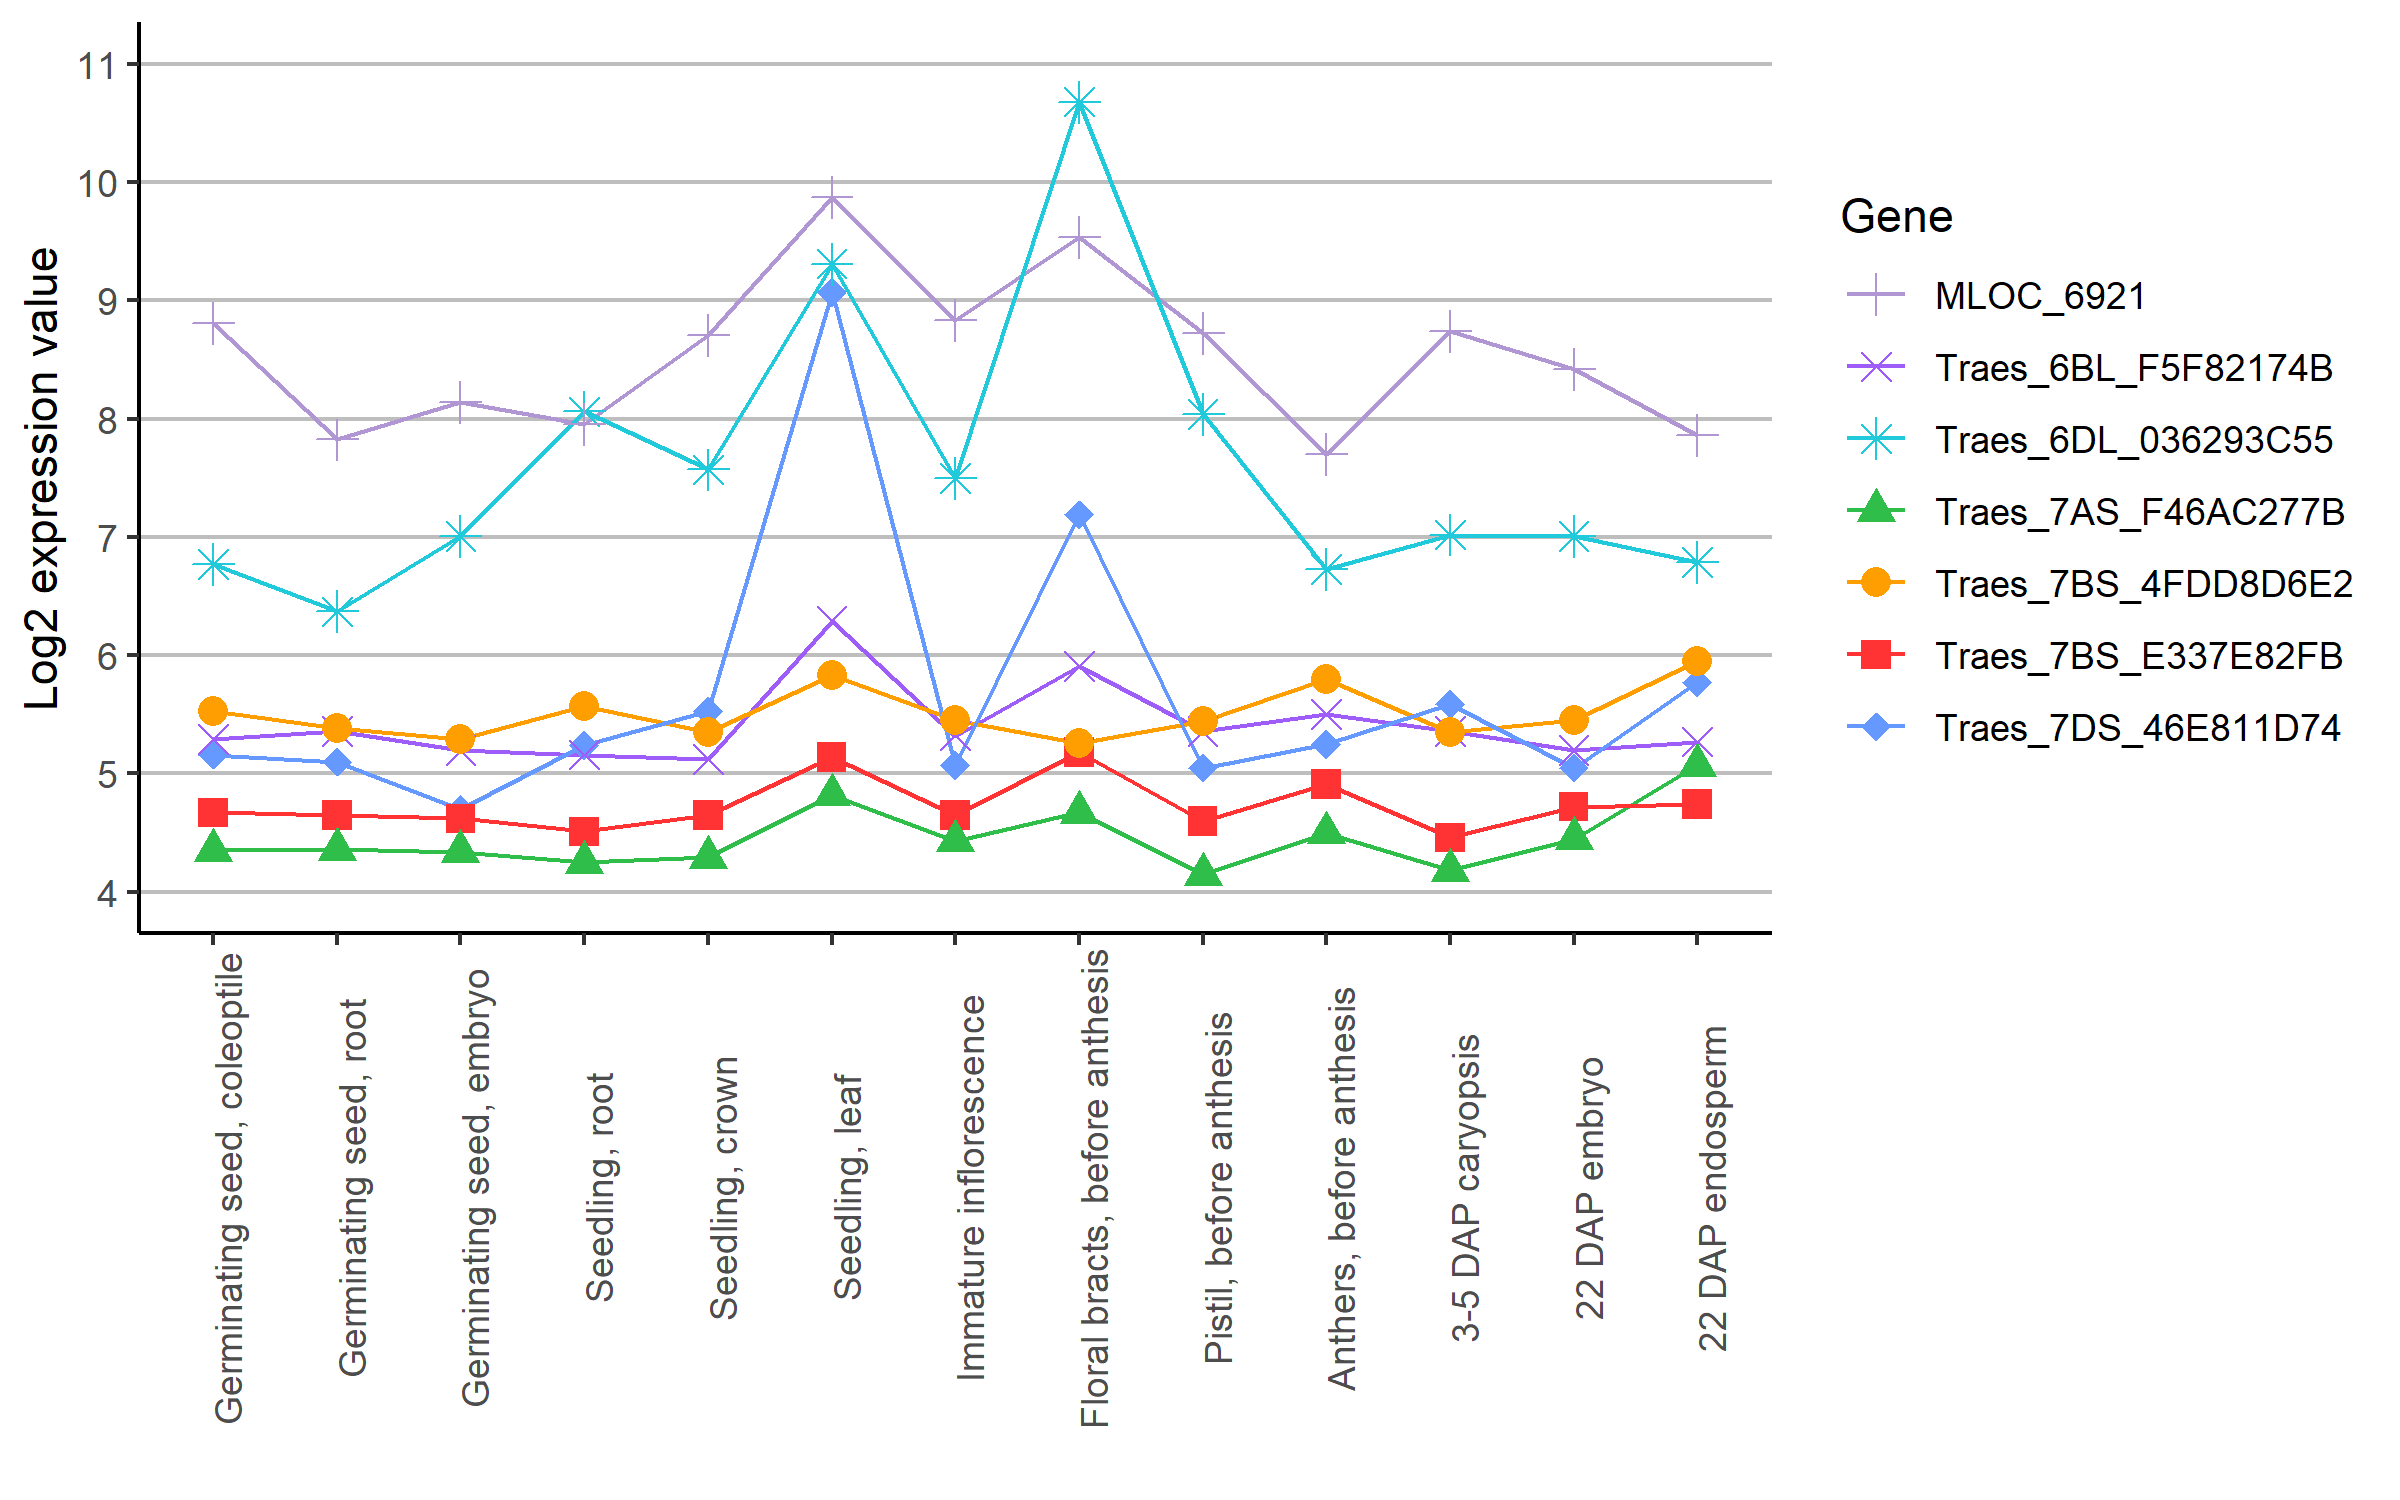 Log2 expression value
11
10
9
8
7
6
5
4
Germinating seed, coleoptile
Germinating seed, root
Germinating seed, embryo
Seedling, root
Seedling, crown
Seedling, leaf
Immature inflorescence
Floral bracts, before anthesis
Pistil, before anthesis
Anthers, before anthesis
3-5 DAP caryopsis
22 DAP embryo
22 DAP endosperm
Gene
MLOC_6921
Traes_6BL_F5F82174B
Traes_6DL_036293C55
Traes_7AS_F46AC277B
Traes_7BS_4FDD8D6E2
Traes_7BS_E337E82FB
Traes_7DS_46E811D74